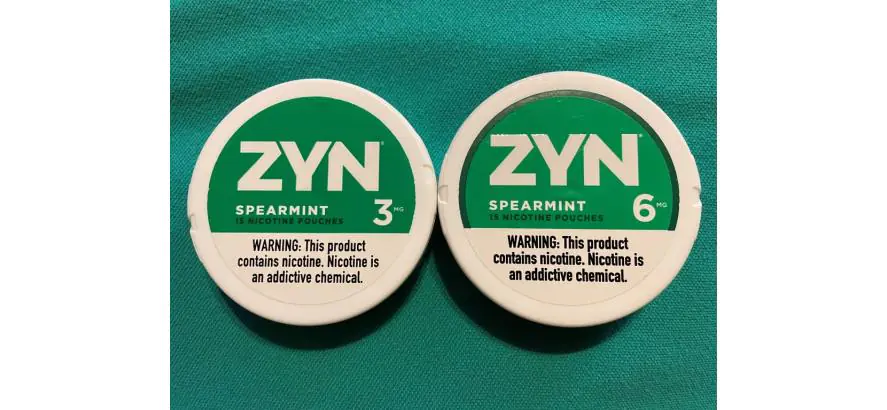 ZYN®
SPEARMINT
15 NICOTINE POUCHES
3 MG
WARNING: This product
contains nicotine. Nicotine is
an addictive chemical.
ZYN®
SPEARMINT
15 NICOTINE POUCHES
6 MG
WARNING: This product
contains nicotine. Nicotine is
an addictive chemical.